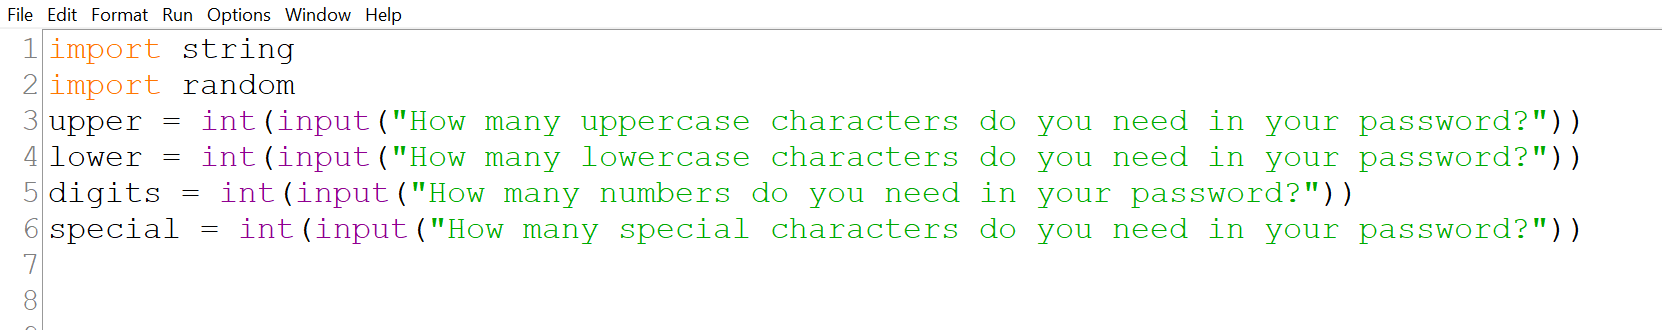 File Edit Format Run Options Window Help
1 import string
2 import random
3 upper = int(input("How many uppercase characters do you need in your password?"))
4 lower = int(input("How many lowercase characters do you need in your password?"))
5 digits = int(input("How many numbers do you need in your password?"))
6 special = int(input("How many special characters do you need in your password?"))
7
8